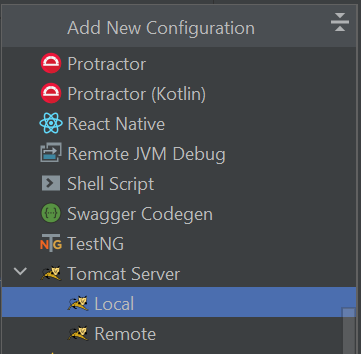 Add New Configuration
Protractor
Protractor (Kotlin)
React Native
Remote JVM Debug
Shell Script
Swagger Codegen
TestNG
Tomcat Server
Local
Remote